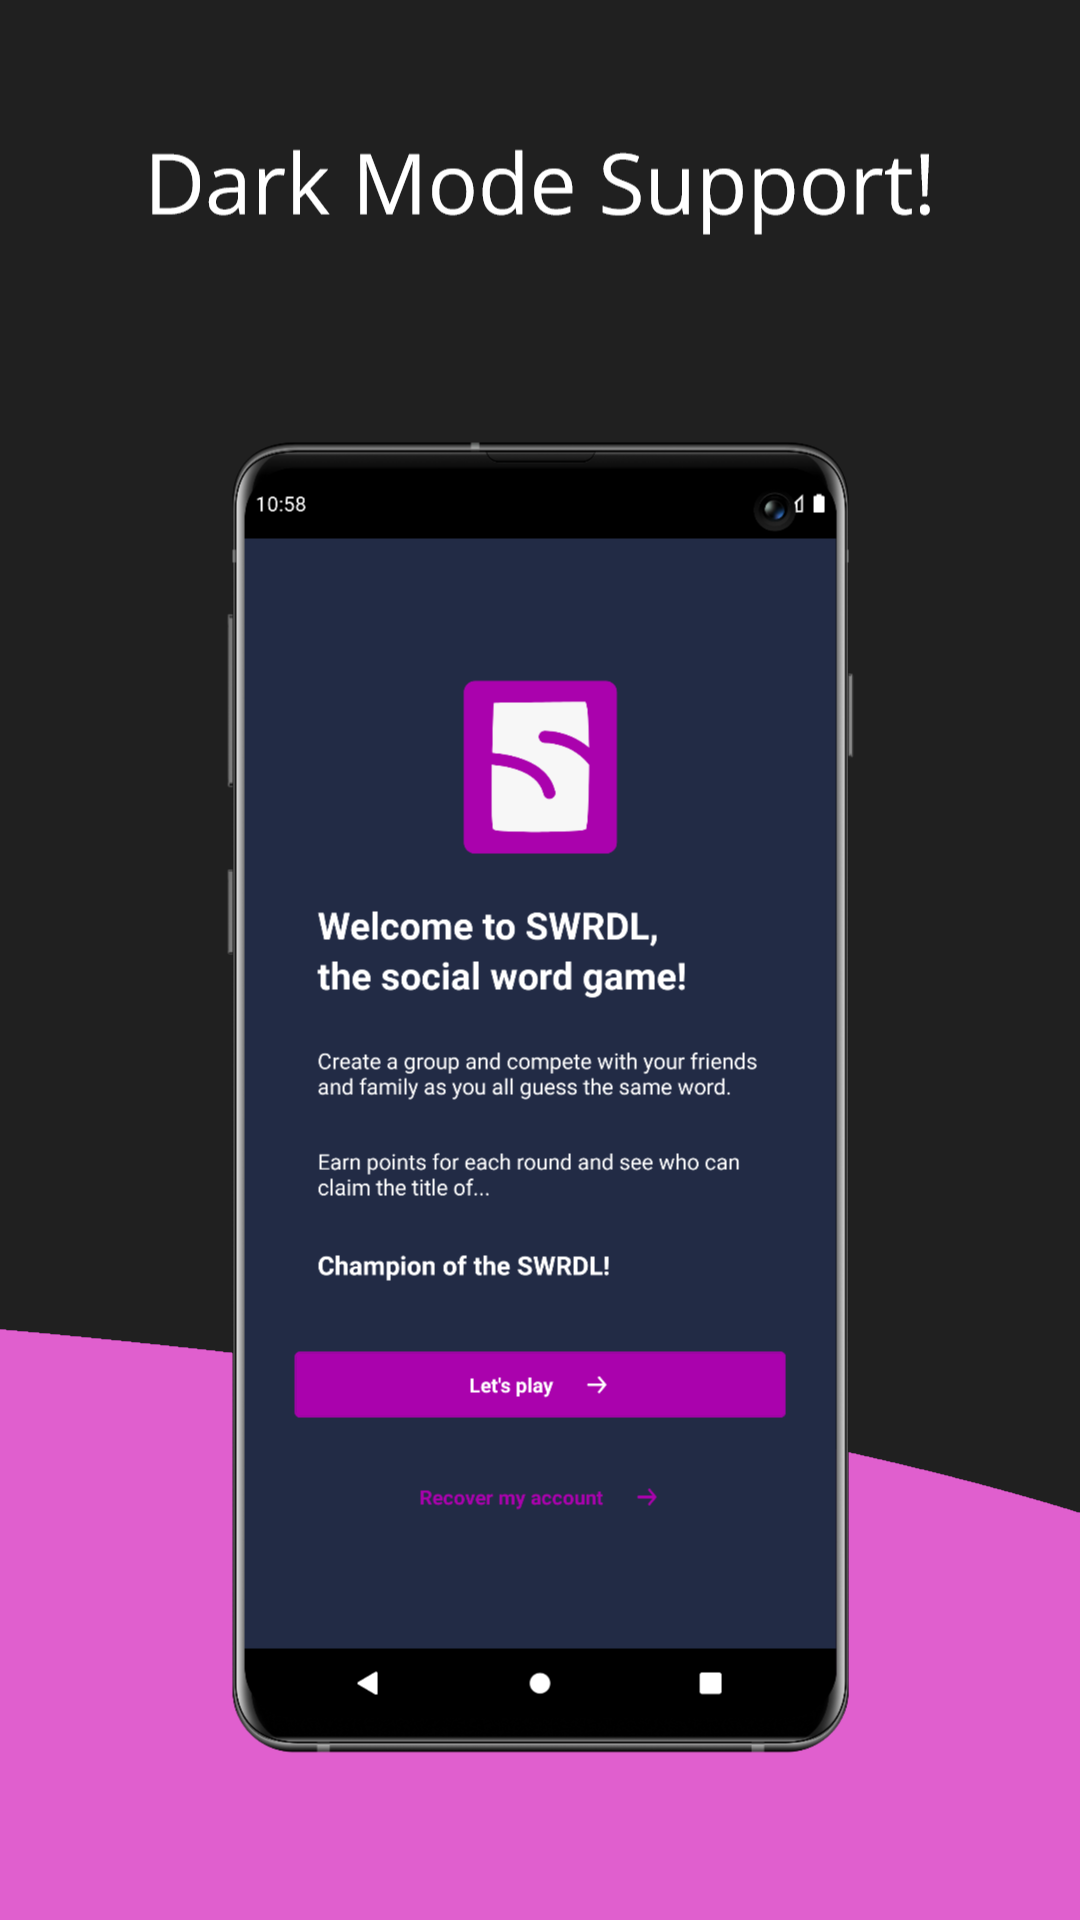 Dark Mode Support!
10:58
Welcome to SWRDL,
the social word game!
Create a group and compete with your friends
and family as you all guess the same word.
Earn points for each round and see who can
claim the title of...
Champion of the SWRDL!
Let's play
Recover my account